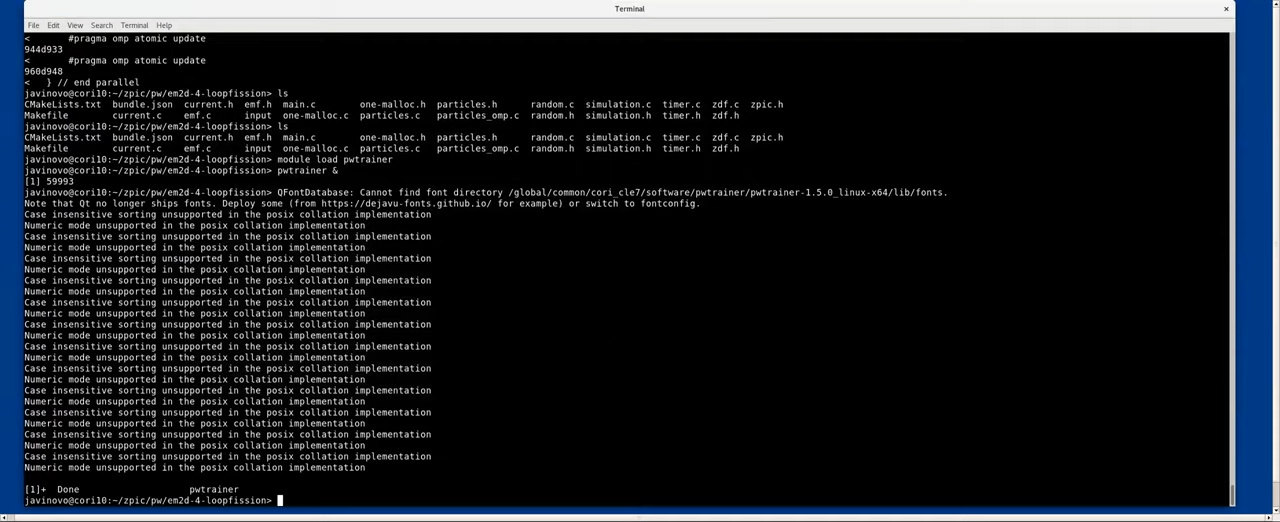 Terminal
File Edit View Search Terminal Help
< #pragma omp atomic update
944d933
< #pragma omp atomic update
960d948
< } // end parallel
javinovo@cori10:~/zpic/pw/em2d-4-loopfission> ls
CMakeLists.txt bundle.json current.h emf.h main.c one-malloc.h particles.h random.c simulation.c timer.c zdf.c zpic.h
Makefile current.c emf.c input one-malloc.c particles.c particles_omp.c random.h simulation.h timer.h zdf.h
javinovo@cori10:~/zpic/pw/em2d-4-loopfission> ls
CMakeLists.txt bundle.json current.h emf.h main.c one-malloc.h particles.h random.c simulation.c timer.c zdf.c zpic.h
Makefile current.c emf.c input one-malloc.c particles.c particles_omp.c random.h simulation.h timer.h zdf.h
javinovo@cori10:~/zpic/pw/em2d-4-loopfission> module load pwtrainer
javinovo@cori10:~/zpic/pw/em2d-4-loopfission> pwtrainer &
[1] 59993
javinovo@cori10:~/zpic/pw/em2d-4-loopfission> QFontDatabase: Cannot find font directory /global/common/cori_cle7/software/pwtrainer/pwtrainer-1.5.0_linux-x64/lib/fonts.
Note that Qt no longer ships fonts. Deploy some (from https://dejavu-fonts.github.io/ for example) or switch to fontconfig.
Case insensitive sorting unsupported in the posix collation implementation
Numeric mode unsupported in the posix collation implementation
Case insensitive sorting unsupported in the posix collation implementation
Numeric mode unsupported in the posix collation implementation
Case insensitive sorting unsupported in the posix collation implementation
Numeric mode unsupported in the posix collation implementation
Case insensitive sorting unsupported in the posix collation implementation
Numeric mode unsupported in the posix collation implementation
Case insensitive sorting unsupported in the posix collation implementation
Numeric mode unsupported in the posix collation implementation
Case insensitive sorting unsupported in the posix collation implementation
Numeric mode unsupported in the posix collation implementation
Case insensitive sorting unsupported in the posix collation implementation
Numeric mode unsupported in the posix collation implementation
Case insensitive sorting unsupported in the posix collation implementation
Numeric mode unsupported in the posix collation implementation
Case insensitive sorting unsupported in the posix collation implementation
Numeric mode unsupported in the posix collation implementation
Case insensitive sorting unsupported in the posix collation implementation
Numeric mode unsupported in the posix collation implementation
Case insensitive sorting unsupported in the posix collation implementation
Numeric mode unsupported in the posix collation implementation
Case insensitive sorting unsupported in the posix collation implementation
Numeric mode unsupported in the posix collation implementation
[1]+ Done pwtrainer
javinovo@cori10:~/zpic/pw/em2d-4-loopfission>